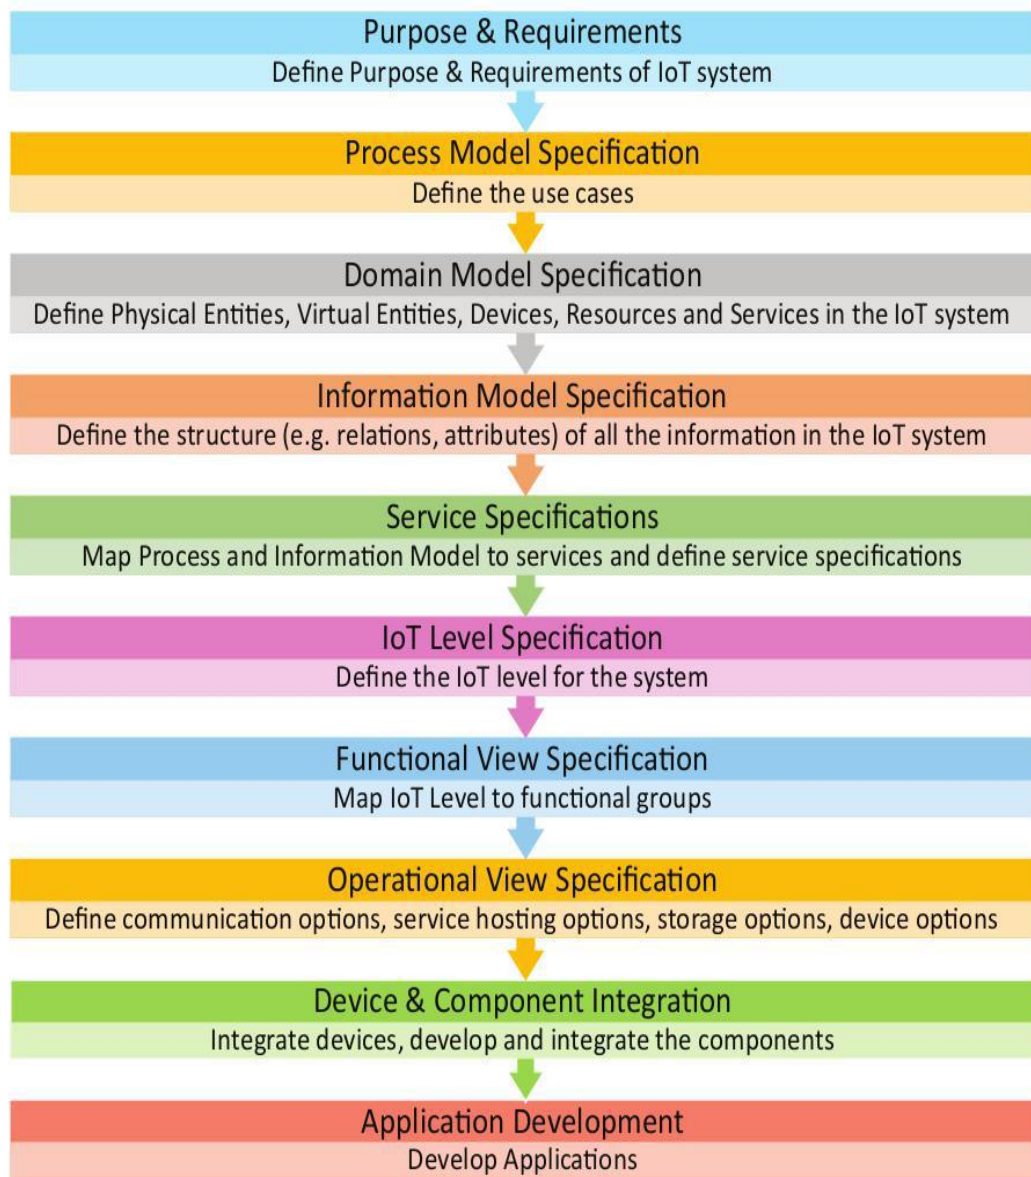 Purpose & Requirements
Define Purpose & Requirements of IoT system
Process Model Specification
Define the use cases
Domain Model Specification
Define Physical Entities, Virtual Entities, Devices, Resources and Services in the IoT system
Information Model Specification
Define the structure (e.g. relations, attributes) of all the information in the IoT system
Service Specifications
Map Process and Information Model to services and define service specifications
IoT Level Specification
Define the IoT level for the system
Functional View Specification
Map IoT Level to functional groups
Operational View Specification
Define communication options, service hosting options, storage options, device options
Device & Component Integration
Integrate devices, develop and integrate the components
Application Development
Develop Applications